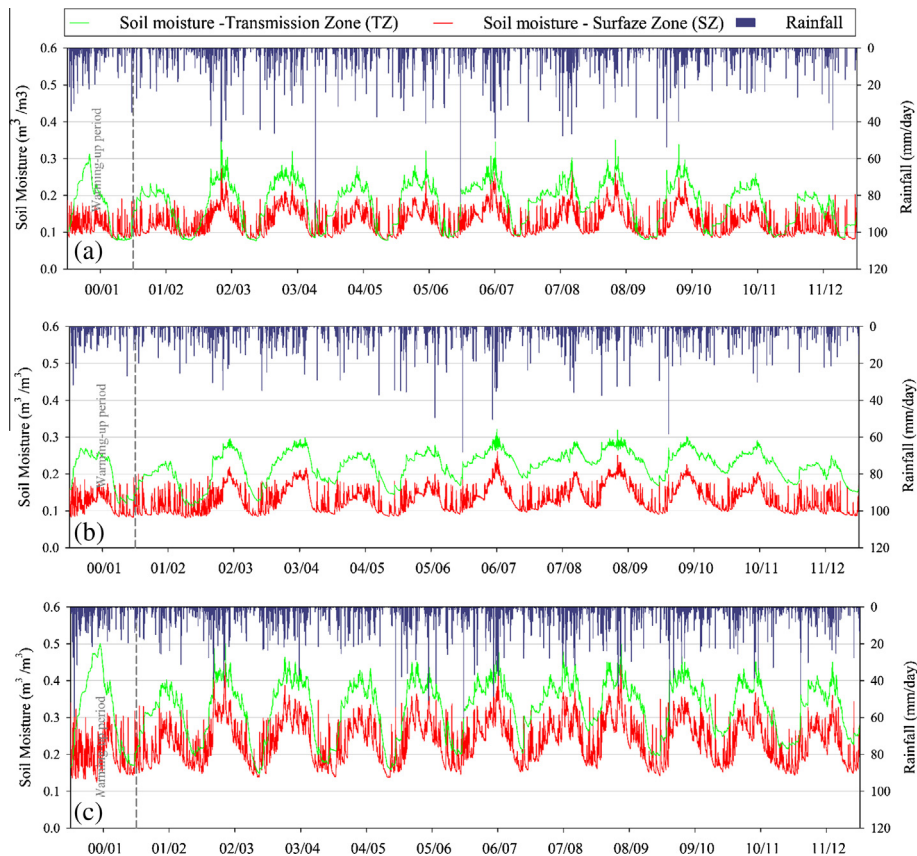 Soil moisture -Transmission Zone (TZ) Soil moisture - Surfaze Zone (SZ) Rainfall
0.6 0
0.5 20
0.4 40
0.3 60
0.2 80
0.1 100
0.0 120
Soil Moisture (m³ /m3)
Warming-up period
Rainfall (mm/day)
(a)
00/01 01/02 02/03 03/04 04/05 05/06 06/07 07/08 08/09 09/10 10/11 11/12
0.6 0
0.5 20
0.4 40
0.3 60
0.2 80
0.1 100
0.0 120
Soil Moisture (m³ /m³)
Warming-up period
Rainfall (mm/day)
(b)
00/01 01/02 02/03 03/04 04/05 05/06 06/07 07/08 08/09 09/10 10/11 11/12
0.6 0
0.5 20
0.4 40
0.3 60
0.2 80
0.1 100
0.0 120
Soil Moisture (m³ /m³)
Warming-up period
Rainfall (mm/day)
(c)
00/01 01/02 02/03 03/04 04/05 05/06 06/07 07/08 08/09 09/10 10/11 11/12